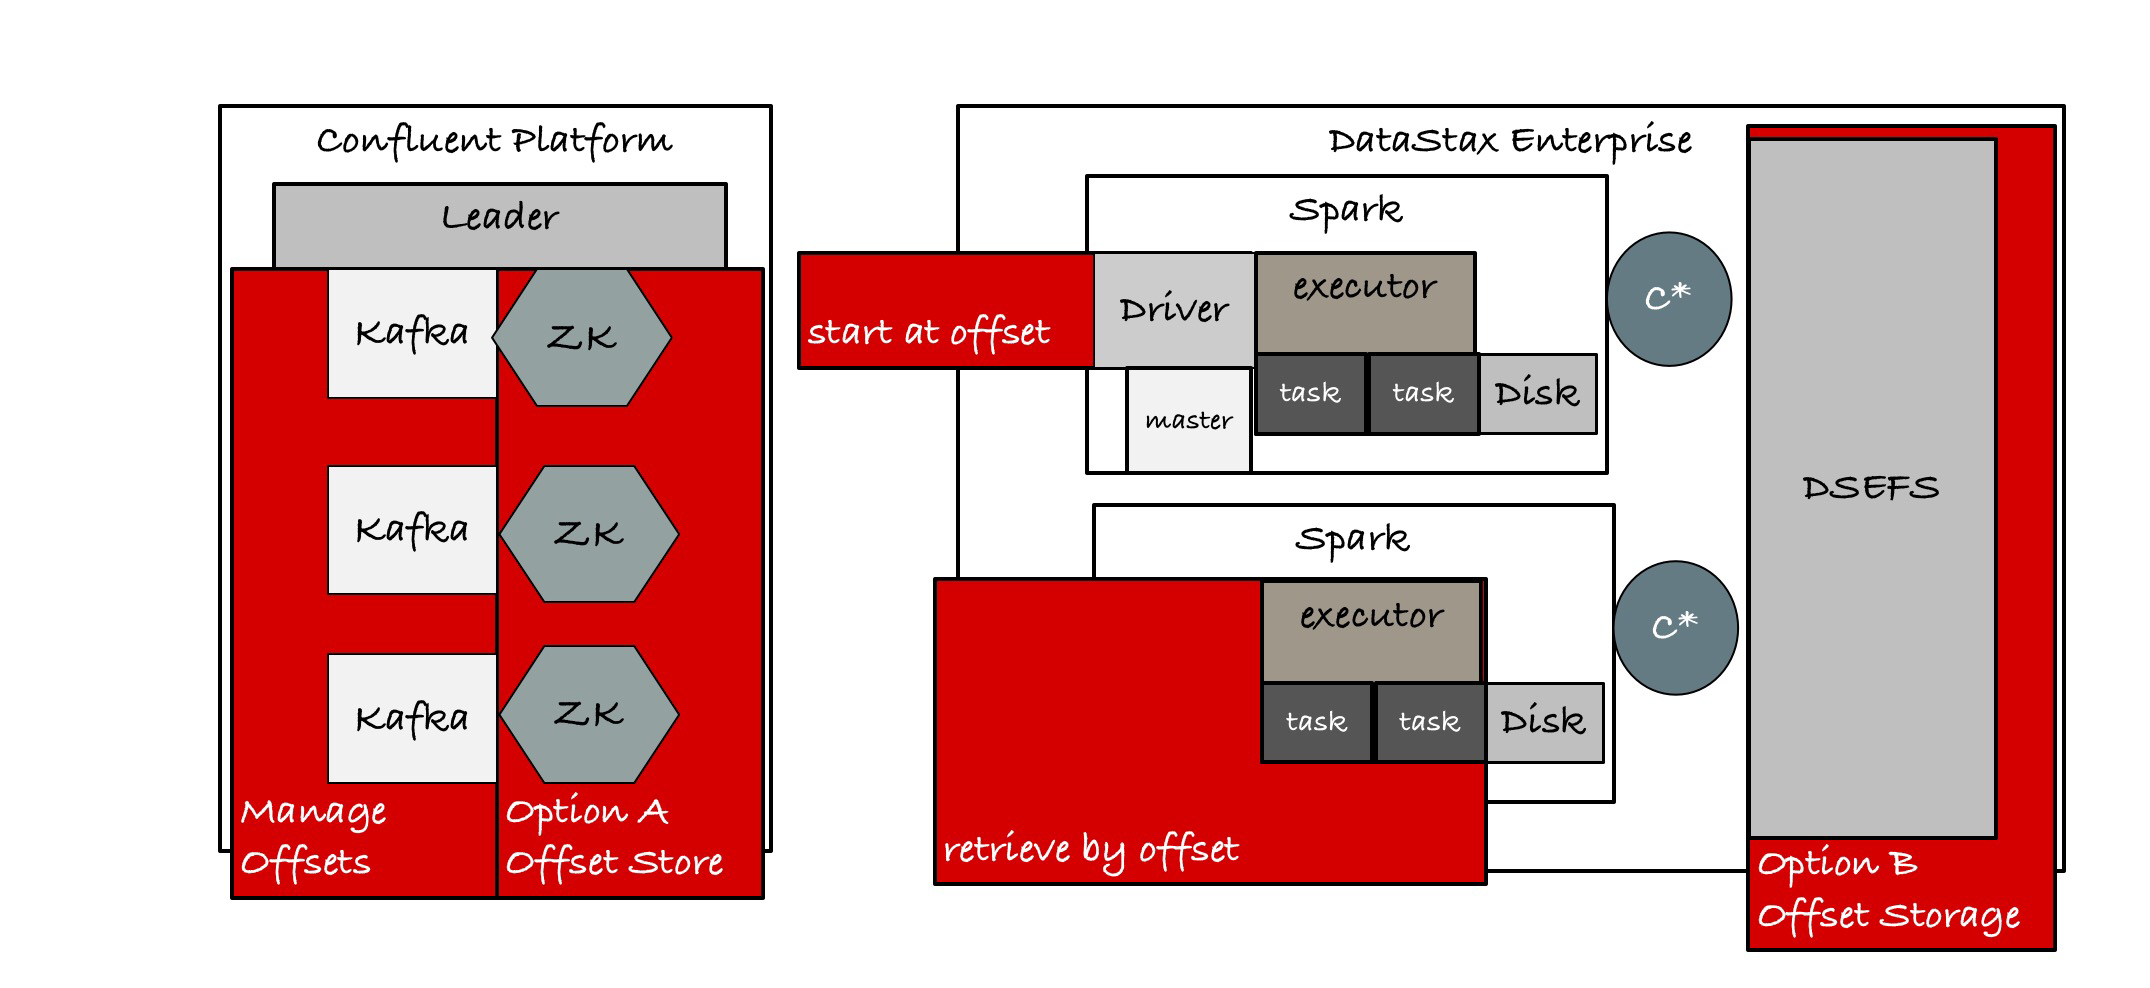 Confluent Platform
Leader
Kafka
ZK
Kafka
ZK
Kafka
ZK
Manage
Offsets
Option A
Offset Store
DataStax Enterprise
Spark
start at offset
Driver
executor
master
task
task
Disk
C*
Spark
executor
task
task
Disk
C*
retrieve by offset
DSEFS
Option B
Offset Storage